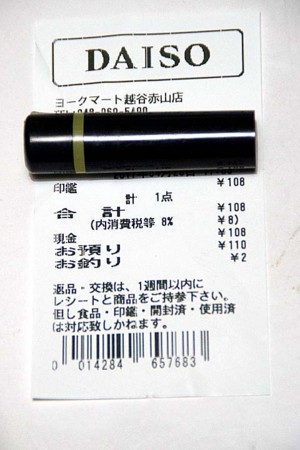 DAISO
ヨークマート越谷赤山店
印鑑 ¥108
計 1点
合 計 ¥108
(内消費税等 8% ¥8)
現金 ¥108
お預り ¥110
お釣り ¥2
返品・交換は、1週間以内に
レシートと商品をご持参下さい。
但し食品・印鑑・開封済・使用済
は対応致しかねます。
0 014284 657683